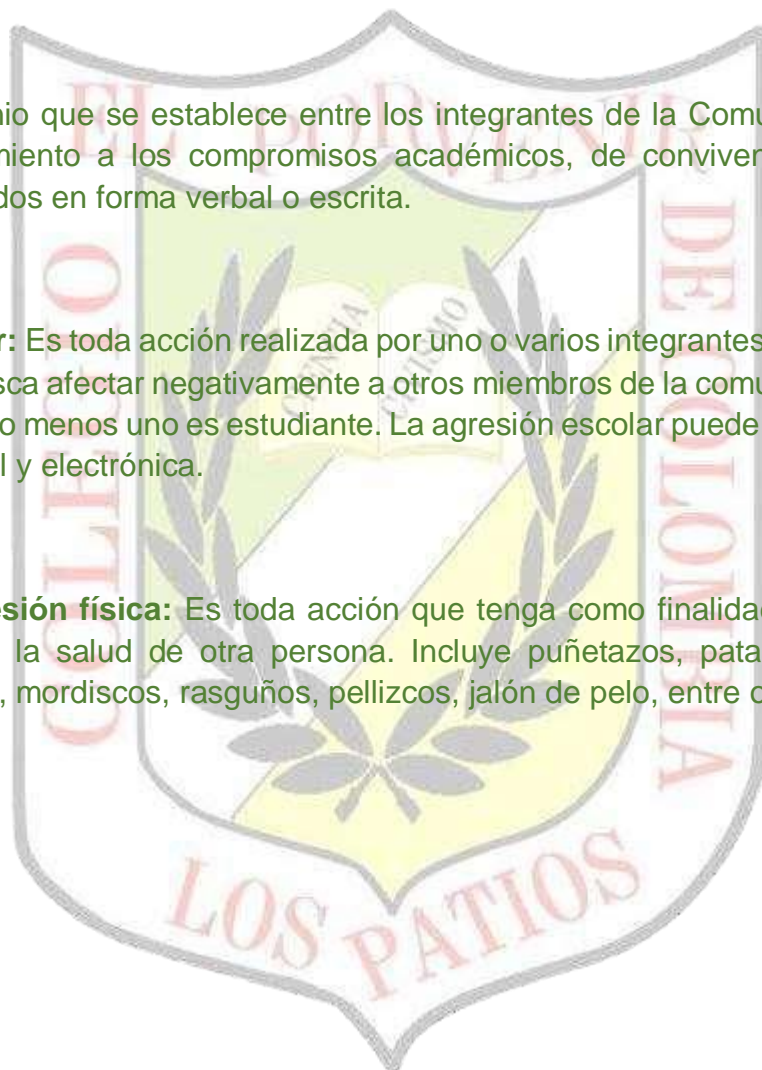 nio que se establece entre los integrantes de la Comu
miento a los compromisos académicos, de conviven
dos en forma verbal o escrita.
r: Es toda acción realizada por uno o varios integrantes
sca afectar negativamente a otros miembros de la comu
o menos uno es estudiante. La agresión escolar puede
l y electrónica.
esión física: Es toda acción que tenga como finalidad
la salud de otra persona. Incluye puñetazos, pata
, mordiscos, rasguños, pellizcos, jalón de pelo, entre o
EL PORVENIR DE COLOMBIA
COLEGIO
CIENCIA
CIVISMO
LOS PATIOS